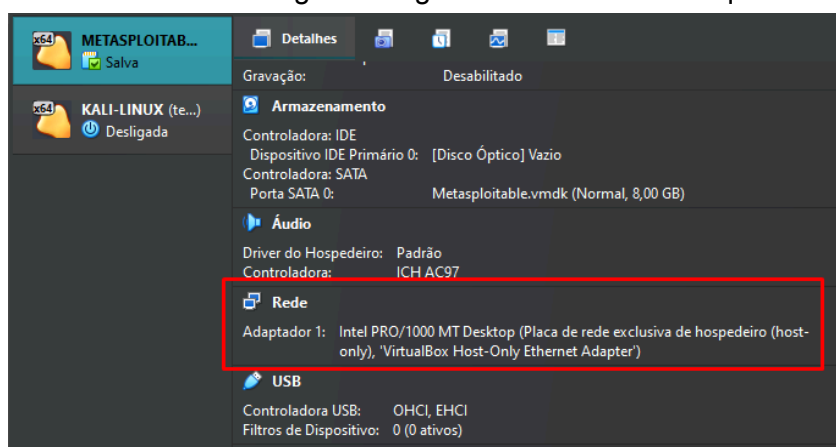 METASPLOITAB...
Salva
KALI-LINUX (te...)
Desligada
Detalhes
Gravação: Desabilitado
Armazenamento
Controladora: IDE
Dispositivo IDE Primário 0: [Disco Óptico] Vazio
Controladora: SATA
Porta SATA 0: Metasploitable.vmdk (Normal, 8,00 GB)
Áudio
Driver do Hospedeiro: Padrão
Controladora: ICH AC97
Rede
Adaptador 1: Intel PRO/1000 MT Desktop (Placa de rede exclusiva de hospedeiro (host-
only), 'VirtualBox Host-Only Ethernet Adapter')
USB
Controladora USB: OHCI, EHCI
Filtros de Dispositivo: 0 (0 ativos)